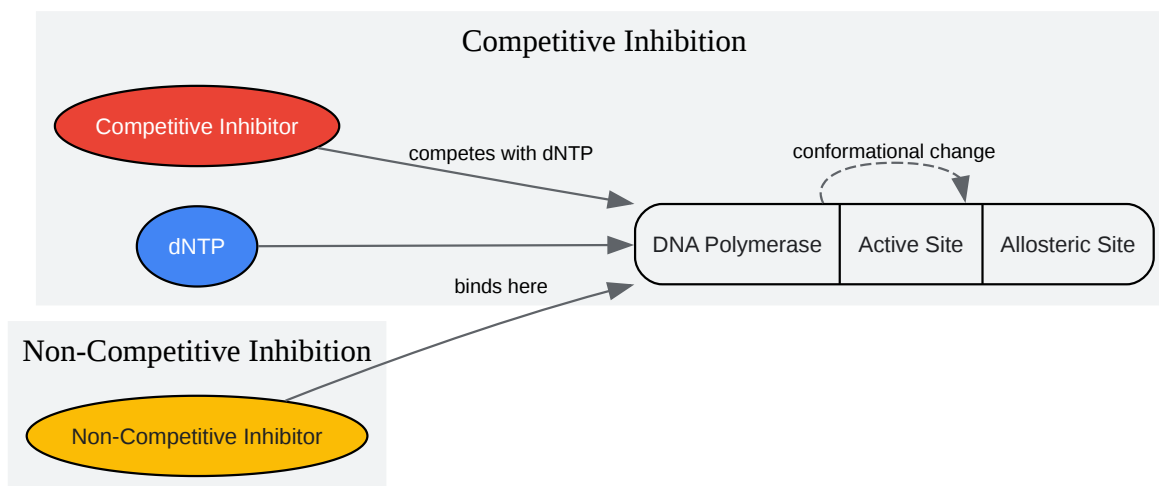 Competitive Inhibition
Competitive Inhibitor
competes with dNTP
conformational change
dNTP
DNA Polymerase
Active Site
Allosteric Site
binds here
Non-Competitive Inhibition
Non-Competitive Inhibitor